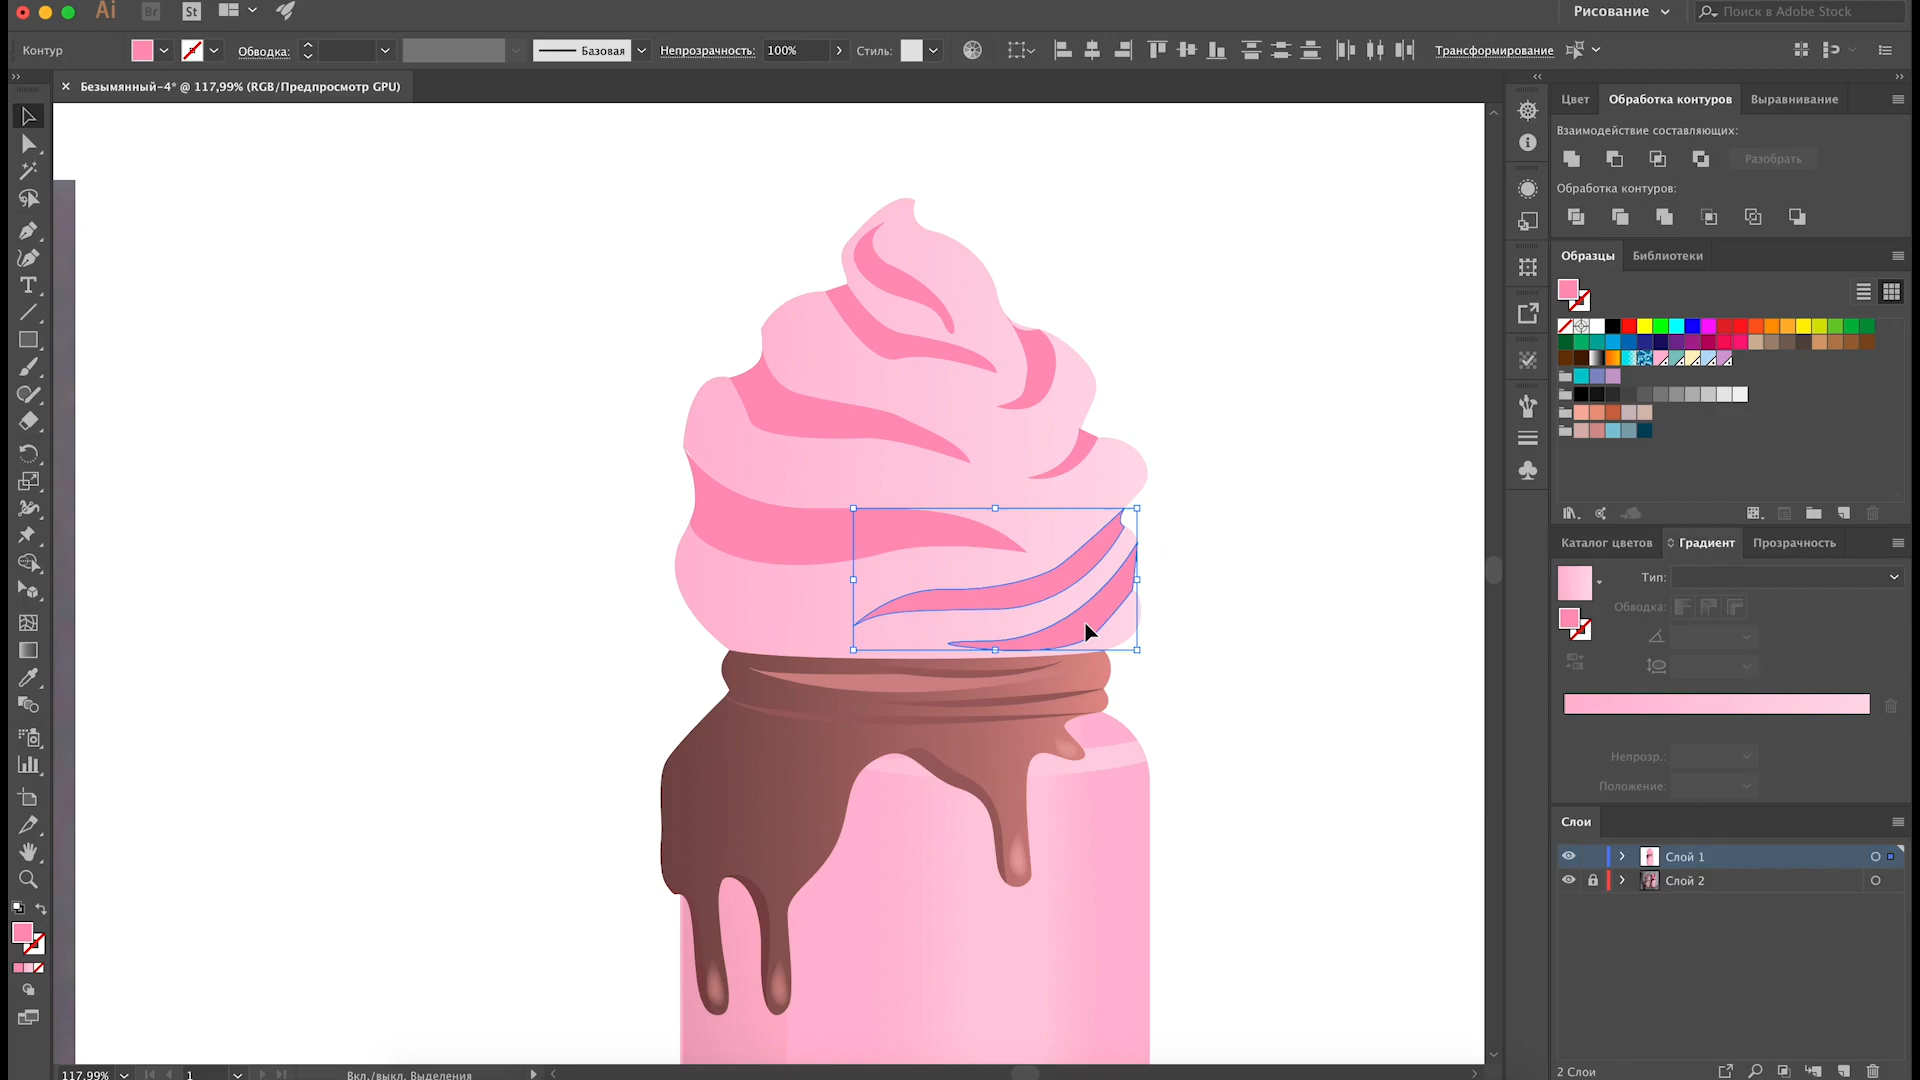 Ai
Br
St
Рисование
Поиск в Adobe Stock
Контур
Обводка:
Базовая
Непрозрачность:
100%
Стиль:
Трансформирование
× Безымянный-4* @ 117,99% (RGB/Предпросмотр GPU)
Цвет
Обработка контуров
Выравнивание
Взаимодействие составляющих:
Разобрать
Обработка контуров:
Образцы
Библиотеки
Каталог цветов
Градиент
Прозрачность
Тип:
Обводка:
Непрозр.:
Положение:
Слои
Слой 1
Слой 2
117,99%
1
Вкл./выкл. Выделения
2 Слои